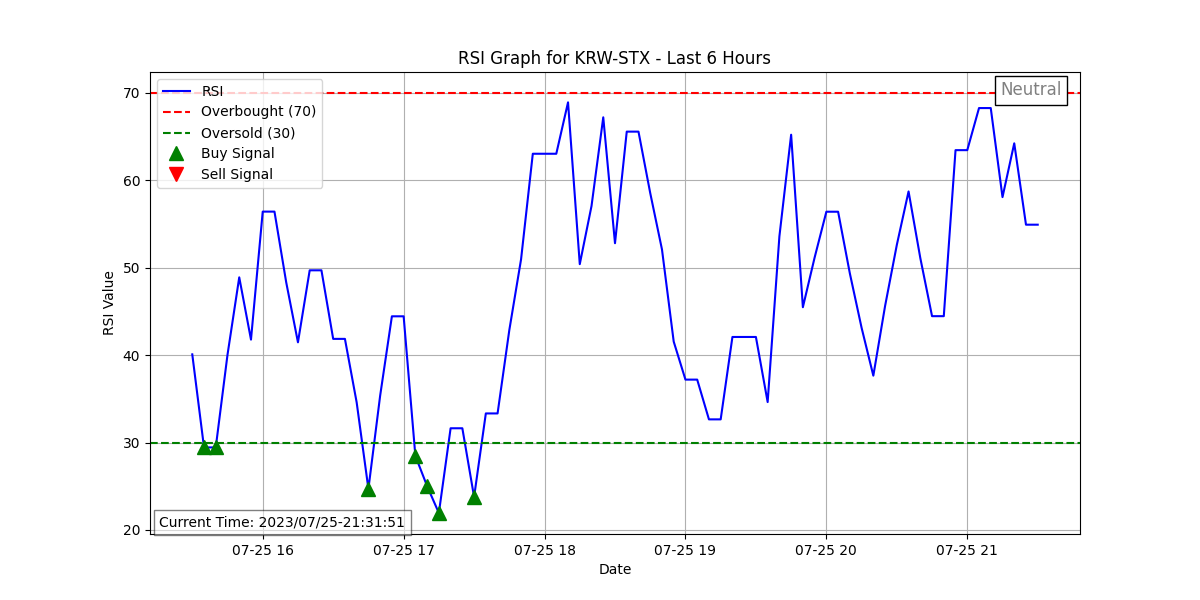 RSI Graph for KRW-STX - Last 6 Hours
RSI
Overbought (70)
Oversold (30)
Buy Signal
Sell Signal
Neutral
70
60
50
40
30
20
RSI Value
Current Time: 2023/07/25-21:31:51
07-25 16
07-25 17
07-25 18
07-25 19
07-25 20
07-25 21
Date